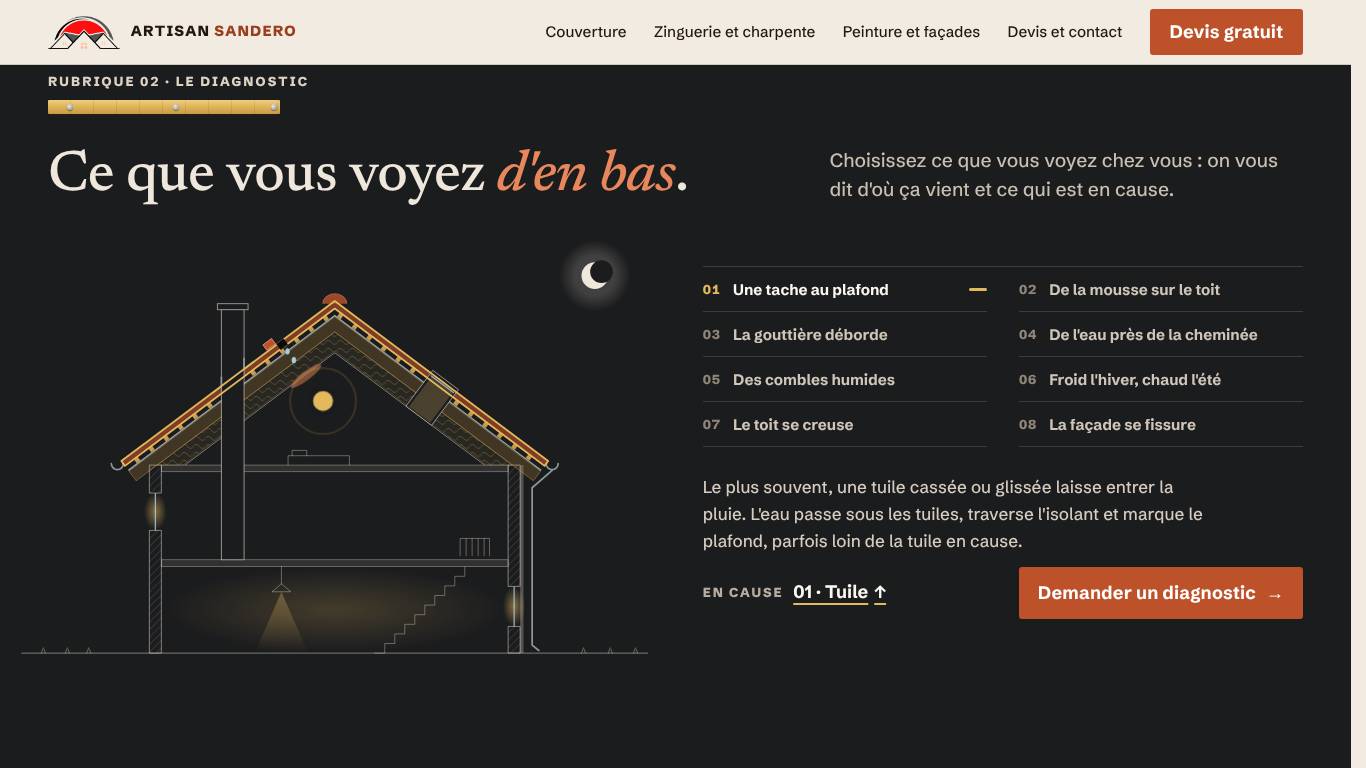 ARTISAN SANDERO
Couverture
Zinguerie et charpente
Peinture et façades
Devis et contact
Devis gratuit
RUBRIQUE 02 · LE DIAGNOSTIC
Ce que vous voyez d'en bas.
Choisissez ce que vous voyez chez vous : on vous
dit d'où ça vient et ce qui est en cause.
01 Une tache au plafond
02 De la mousse sur le toit
03 La gouttière déborde
04 De l'eau près de la cheminée
05 Des combles humides
06 Froid l'hiver, chaud l'été
07 Le toit se creuse
08 La façade se fissure
Le plus souvent, une tuile cassée ou glissée laisse entrer la
pluie. L'eau passe sous les tuiles, traverse l'isolant et marque le
plafond, parfois loin de la tuile en cause.
EN CAUSE 01 · Tuile ↑
Demander un diagnostic →